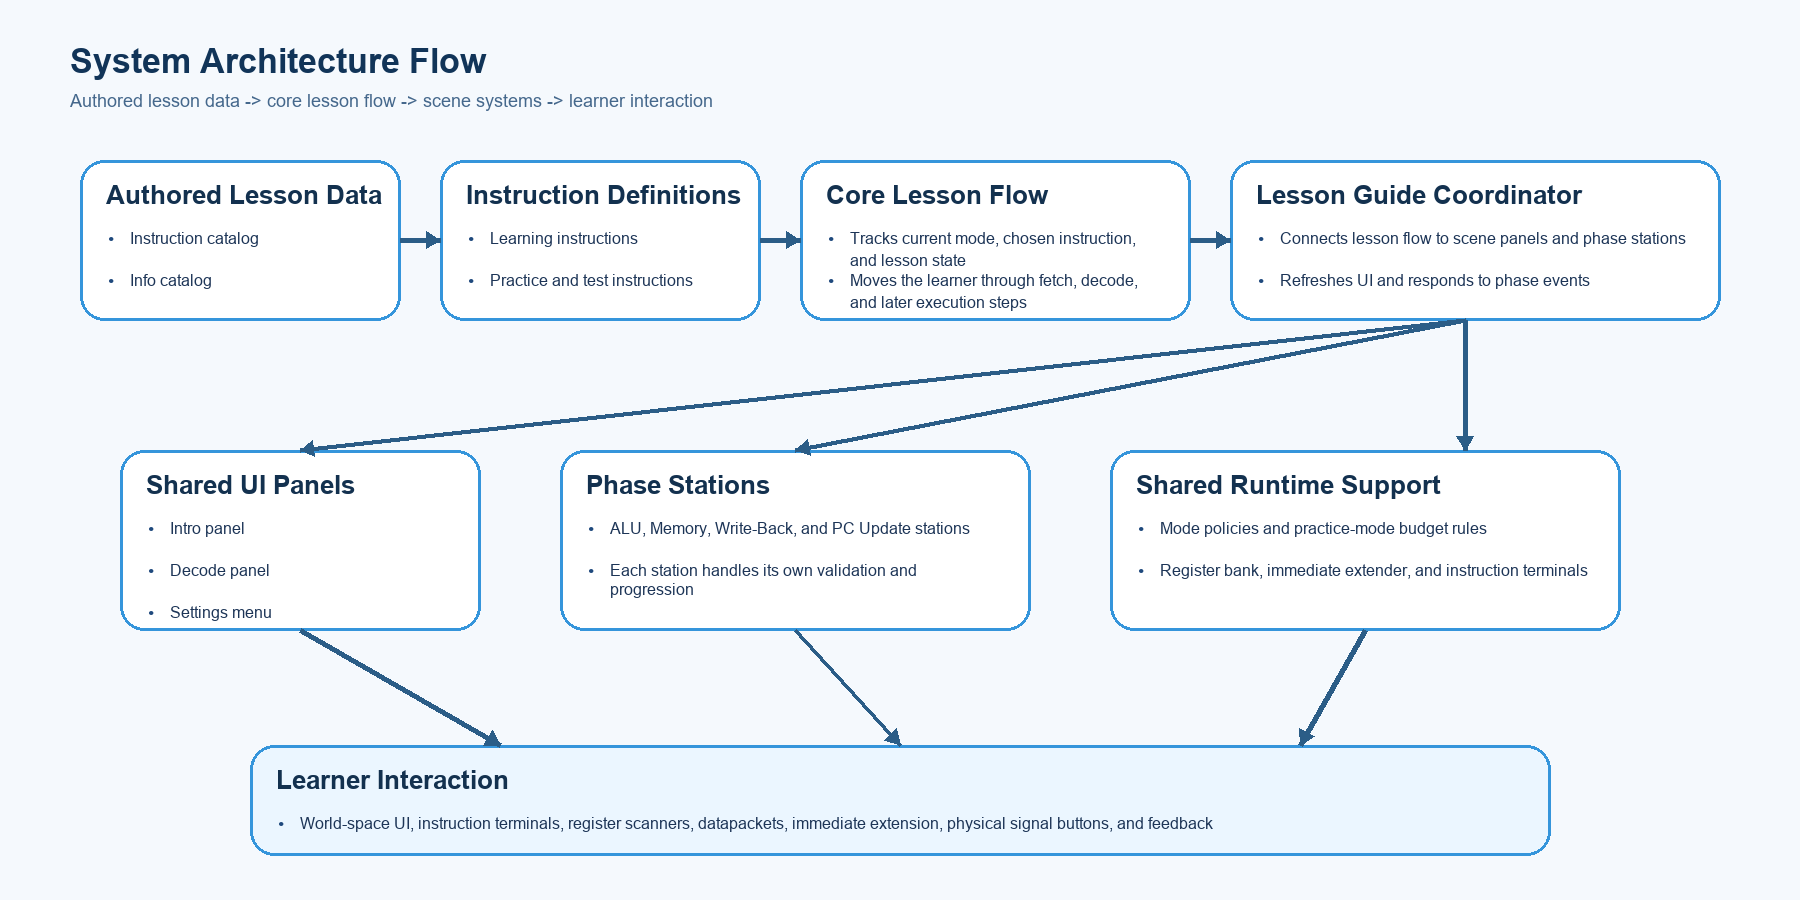 System Architecture Flow
Authored lesson data -> core lesson flow -> scene systems -> learner interaction
Authored Lesson Data
• Instruction catalog
• Info catalog
Instruction Definitions
• Learning instructions
• Practice and test instructions
Core Lesson Flow
• Tracks current mode, chosen instruction,
and lesson state
• Moves the learner through fetch, decode,
and later execution steps
Lesson Guide Coordinator
• Connects lesson flow to scene panels and phase stations
• Refreshes UI and responds to phase events
Shared UI Panels
• Intro panel
• Decode panel
• Settings menu
Phase Stations
• ALU, Memory, Write-Back, and PC Update stations
• Each station handles its own validation and
progression
Shared Runtime Support
• Mode policies and practice-mode budget rules
• Register bank, immediate extender, and instruction terminals
Learner Interaction
• World-space UI, instruction terminals, register scanners, datapackets, immediate extension, physical signal buttons, and feedback